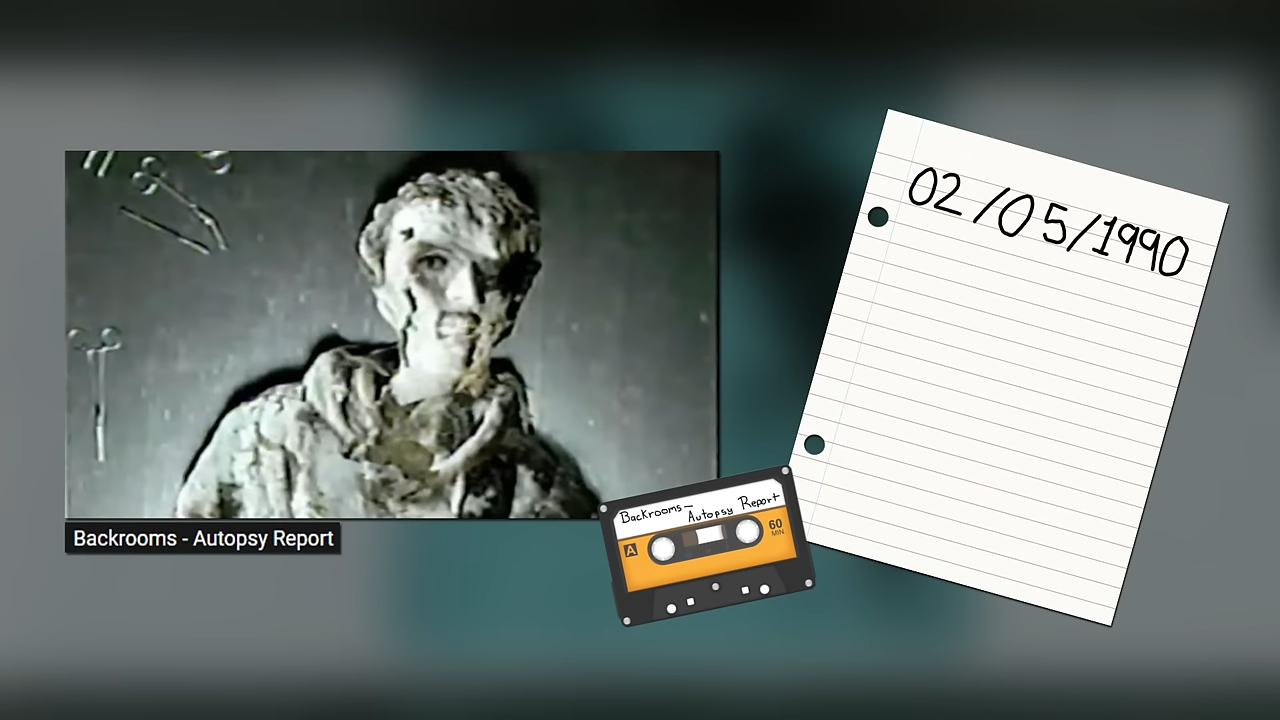 02/05/1990
Backrooms - Autopsy Report
Backrooms –
Autopsy Report
A
60
MIN